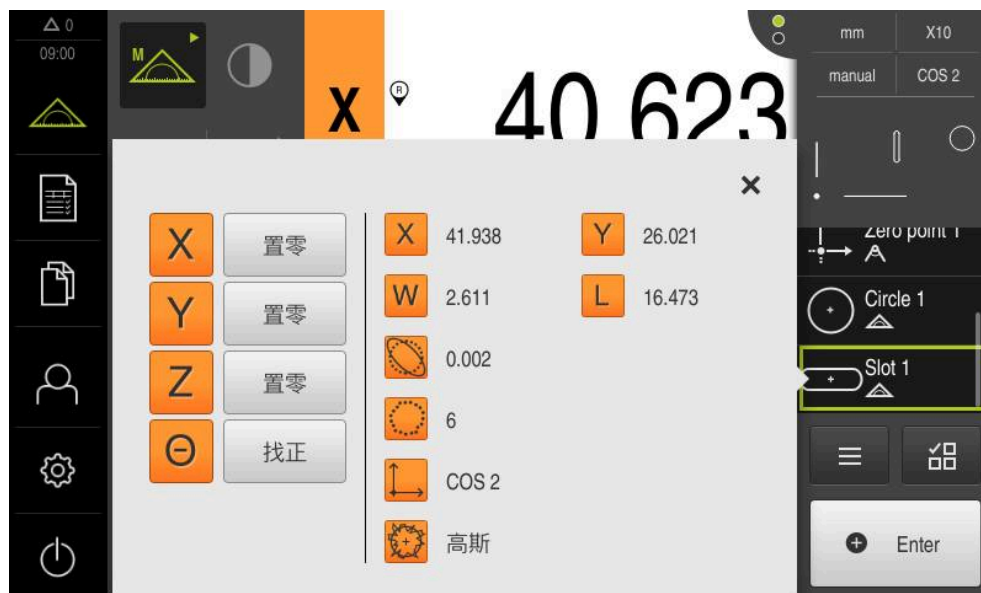 0
09:00
M
X
R
40.623
mm
X10
manual
COS 2
X
置零
Y
置零
Z
置零
Θ
找正
X
41.938
Y
26.021
W
2.611
L
16.473
0.002
6
COS 2
高斯
Zero point 1
Circle 1
Slot 1
Enter